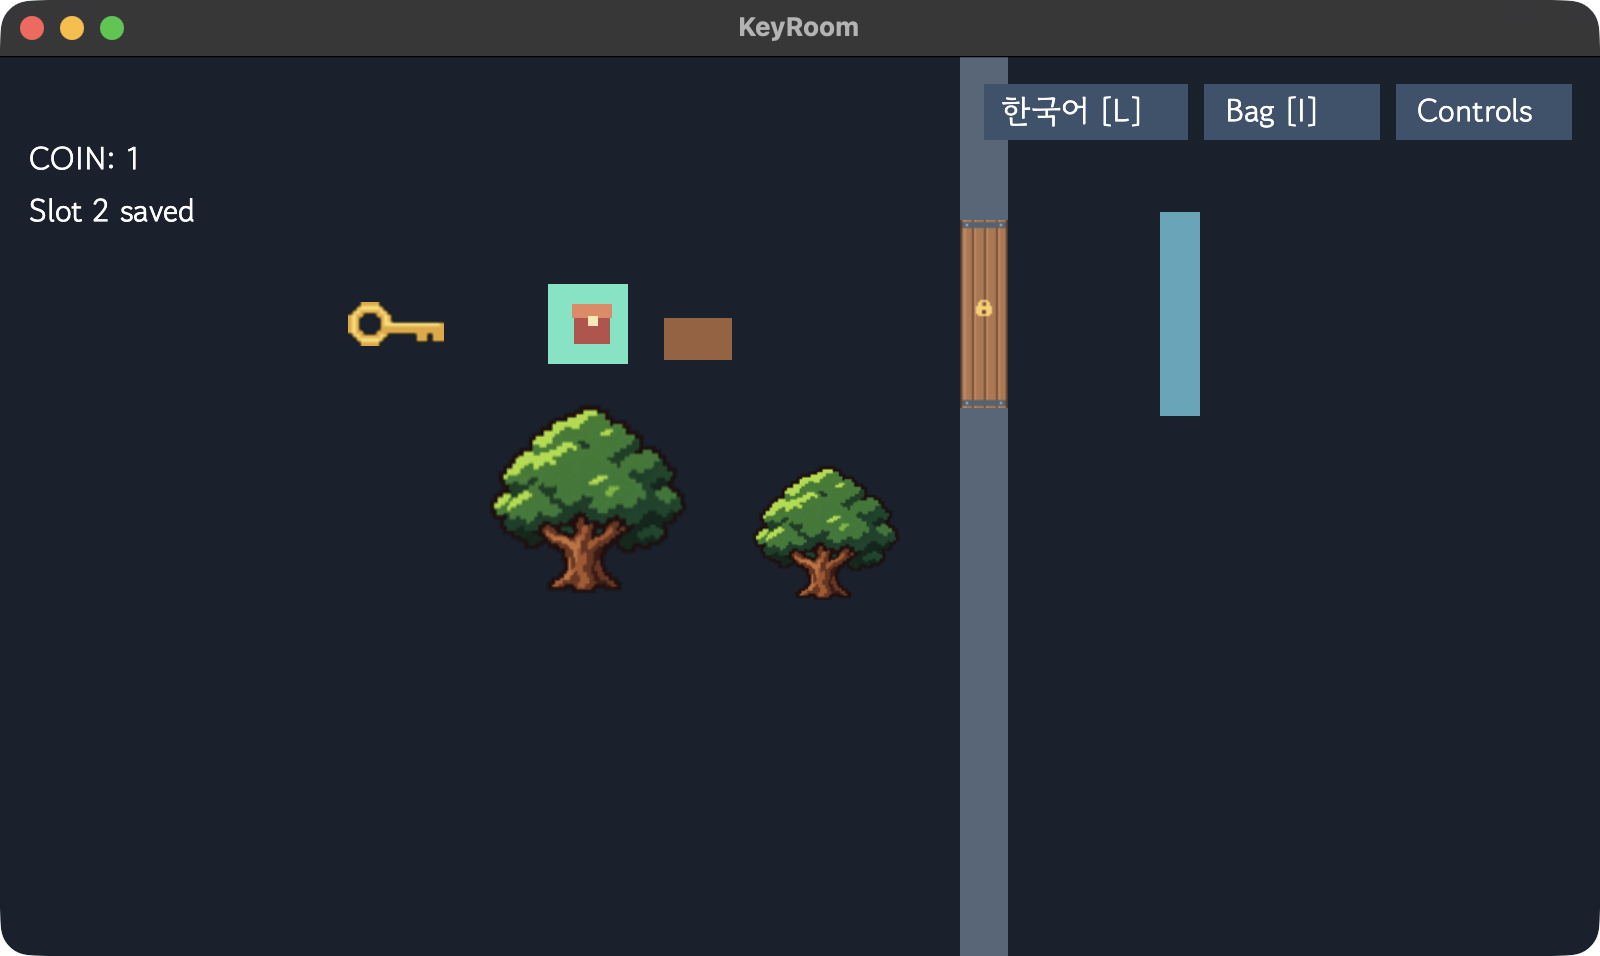 KeyRoom
한국어 [L]
Bag [I]
Controls
COIN: 1
Slot 2 saved